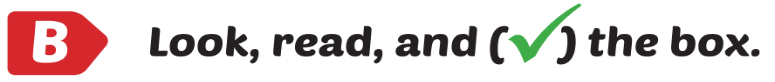 B Look, read, and (✓) the box.